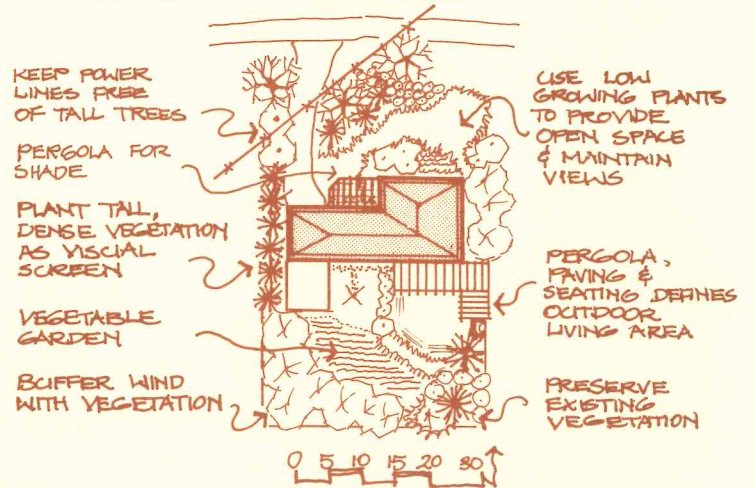 KEEP POWER
LINES FREE
OF TALL TREES
PERGOLA FOR
SHADE
PLANT TALL,
DENSE VEGETATION
AS VISUAL
SCREEN
VEGETABLE
GARDEN
BUFFER WIND
WITH VEGETATION
USE LOW
GROWING PLANTS
TO PROVIDE
OPEN SPACE
& MAINTAIN
VIEWS
PERGOLA,
PAVING &
SEATING DEFINES
OUTDOOR
LIVING AREA
PRESERVE
EXISTING
VEGETATION
0 5 10 15 20 30 N